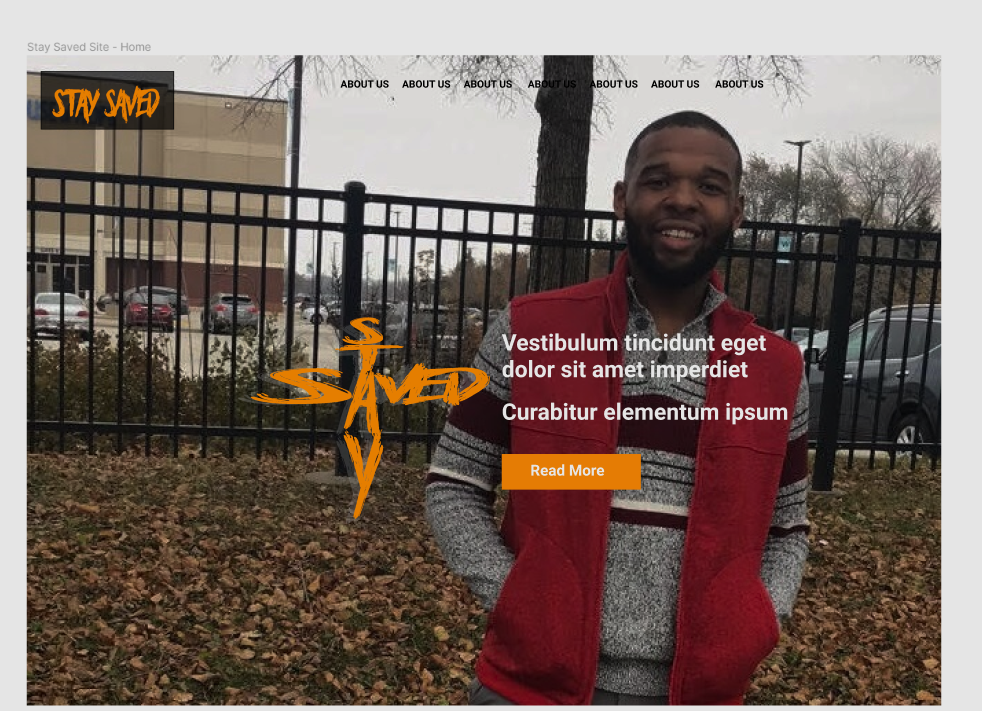 Stay Saved Site - Home
STAY SAVED
ABOUT US ABOUT US ABOUT US ABOUT US ABOUT US ABOUT US ABOUT US
STAY
SAVED
Vestibulum tincidunt eget
dolor sit amet imperdiet
Curabitur elementum ipsum
Read More